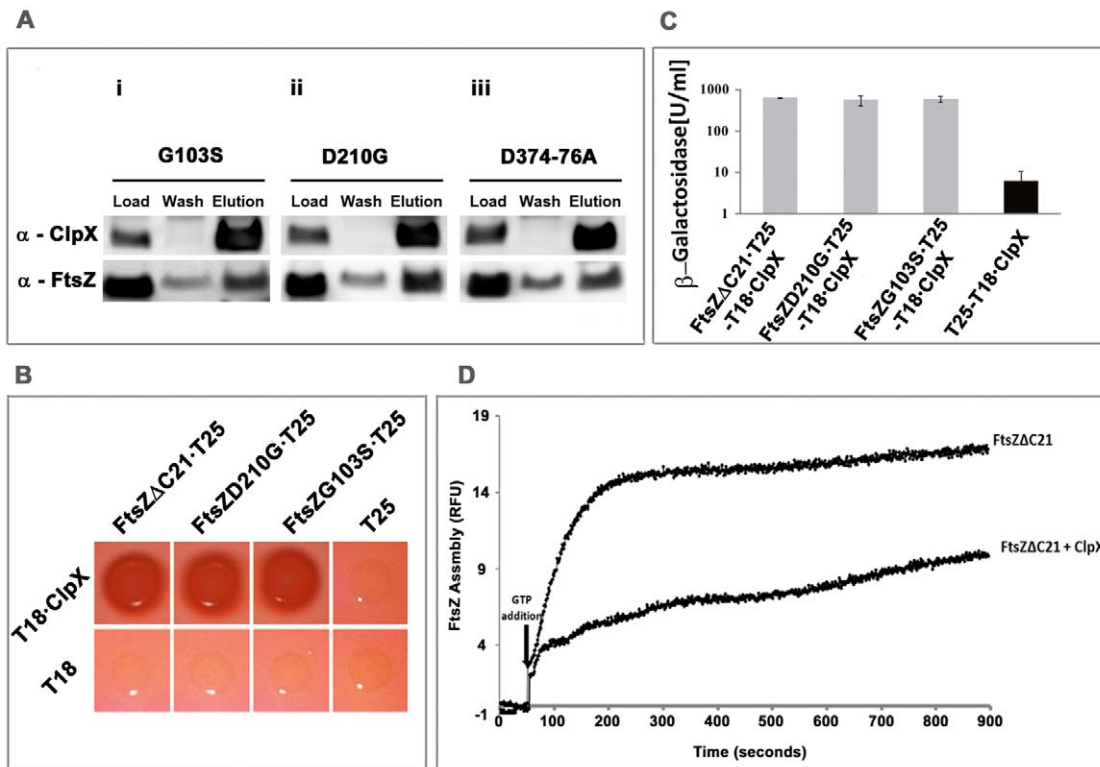 A
i ii iii
G103S D210G D374-76A
Load Wash Elution Load Wash Elution Load Wash Elution
α - ClpX
α - FtsZ
B
FtsZΔC21·T25
FtsZD210G·T25
FtsZG103S·T25
T25
T18·ClpX
T18
C
β–Galactosidase[U/ml]
1000
100
10
1
FtsZΔC21·T25
-T18·ClpX
FtsZD210G·T25
-T18·ClpX
FtsZG103S·T25
-T18·ClpX
T25-T18·ClpX
D
FtsZ Assmbly (RFU)
19
14
9
4
-1
GTP
addition
FtsZΔC21
FtsZΔC21 + ClpX
0 100 200 300 400 500 600 700 800 900
Time (seconds)